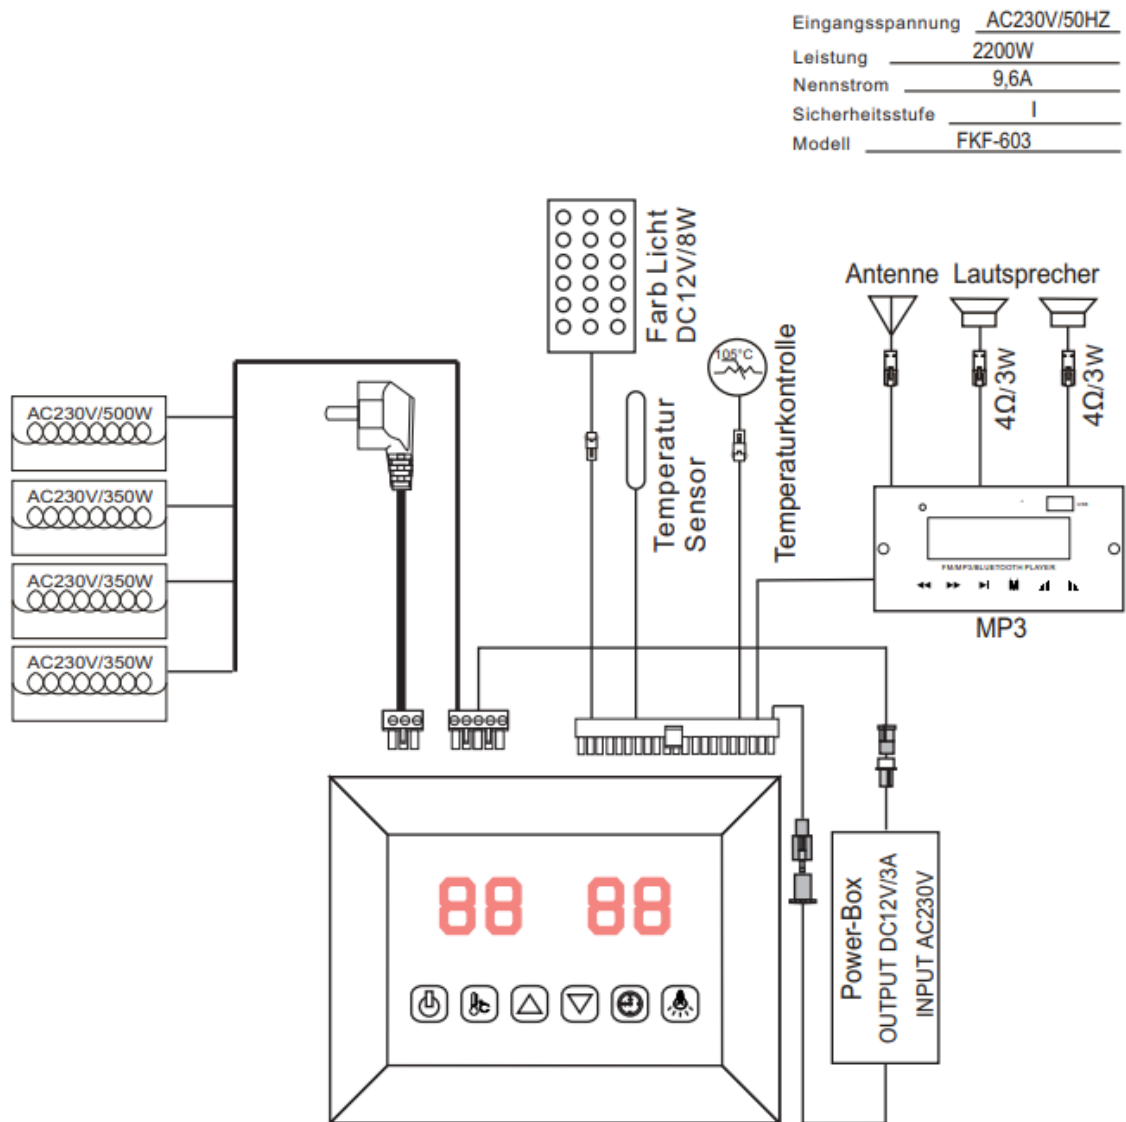 Eingangsspannung AC230V/50HZ
Leistung 2200W
Nennstrom 9,6A
Sicherheitsstufe I
Modell FKF-603
Farb Licht
DC12V/8W
Antenne Lautsprecher
105°C
Temperaturkontrolle
4Ω/3W
4Ω/3W
AC230V/500W
AC230V/350W
AC230V/350W
AC230V/350W
Temperatur
Sensor
USB
FM/MP3/BLUETOOTH PLAYER
M
MP3
88 88
°C
Power-Box
OUTPUT DC12V/3A
INPUT AC230V